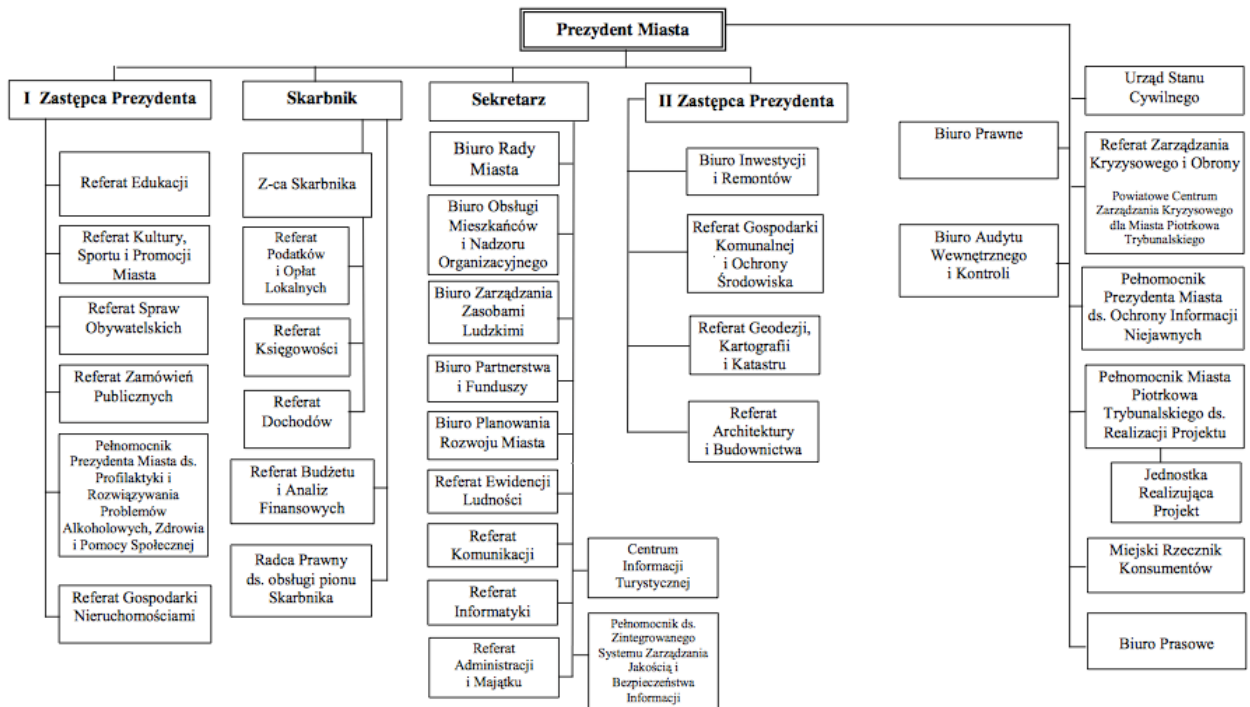 Prezydent Miasta
I Zastępca Prezydenta
Referat Edukacji
Referat Kultury,
Sportu i Promocji
Miasta
Referat Spraw
Obywatelskich
Referat Zamówień
Publicznych
Pełnomocnik
Prezydenta Miasta ds.
Profilaktyki i
Rozwiązywania
Problemów
Alkoholowych, Zdrowia
i Pomocy Społecznej
Referat Gospodarki
Nieruchomościami
Skarbnik
Z-ca Skarbnika
Referat
Podatków
i Opłat
Lokalnych
Referat
Księgowości
Referat
Dochodów
Referat Budżetu
i Analiz
Finansowych
Radca Prawny
ds. obsługi pionu
Skarbnika
Sekretarz
Biuro Rady
Miasta
Biuro Obsługi
Mieszkańców
i Nadzoru
Organizacyjnego
Biuro Zarządzania
Zasobami
Ludzkimi
Biuro Partnerstwa
i Funduszy
Biuro Planowania
Rozwoju Miasta
Referat Ewidencji
Ludności
Referat
Komunikacji
Referat
Informatyki
Referat
Administracji
i Majątku
Centrum
Informacji
Turystycznej
Pełnomocnik ds.
Zintegrowanego
Systemu Zarządzania
Jakością i
Bezpieczeństwa
Informacji
II Zastępca Prezydenta
Biuro Inwestycji
i Remontów
Referat Gospodarki
Komunalnej
i Ochrony
Środowiska
Referat Geodezji,
Kartografii
i Katastru
Referat
Architektury
i Budownictwa
Biuro Prawne
Biuro Audytu
Wewnętrznego
i Kontroli
Urząd Stanu
Cywilnego
Referat Zarządzania
Kryzysowego i Obrony
Powiatowe Centrum
Zarządzania Kryzysowego
dla Miasta Piotrkowa
Trybunalskiego
Pełnomocnik
Prezydenta Miasta
ds. Ochrony Informacji
Niejawnych
Pełnomocnik Miasta
Piotrkowa
Trybunalskiego ds.
Realizacji Projektu
Jednostka
Realizująca
Projekt
Miejski Rzecznik
Konsumentów
Biuro Prasowe